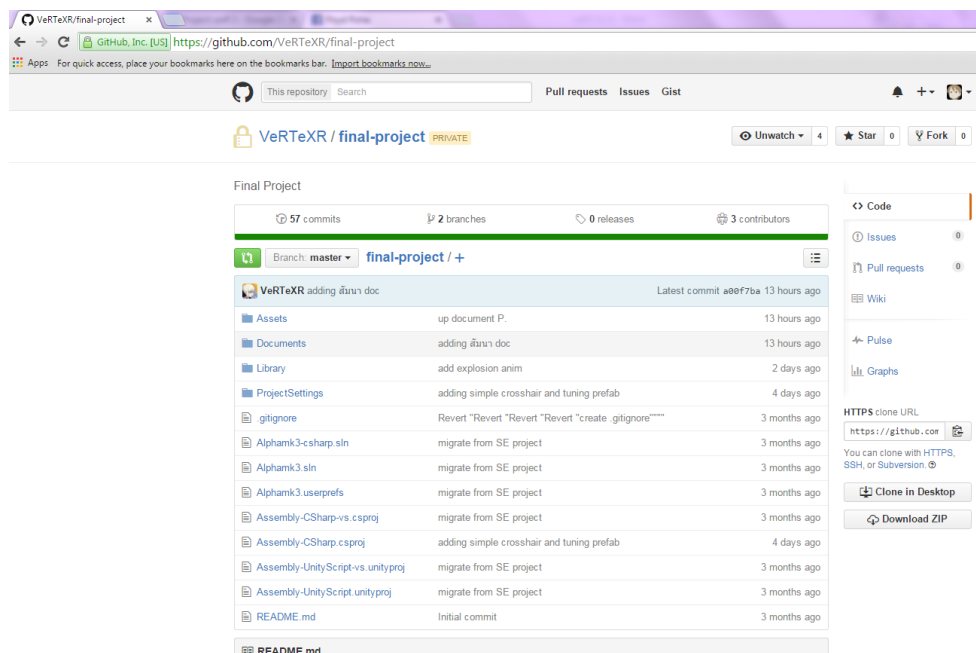 VeRTeXR/final-project ×
GitHub, Inc. [US] https://github.com/VeRTeXR/final-project
Apps For quick access, place your bookmarks here on the bookmarks bar. Import bookmarks now...
This repository Search Pull requests Issues Gist
VeRTeXR / final-project PRIVATE Unwatch 4 Star 0 Fork 0
Final Project
57 commits 2 branches 0 releases 3 contributors
Branch: master final-project / +
VeRTeXR adding สัมนา doc Latest commit a00f7ba 13 hours ago
Assets up document P. 13 hours ago
Documents adding สัมนา doc 13 hours ago
Library add explosion anim 2 days ago
ProjectSettings adding simple crosshair and tuning prefab 4 days ago
.gitignore Revert "Revert "Revert "Revert "create .gitignore"""" 3 months ago
Alphamk3-csharp.sln migrate from SE project 3 months ago
Alphamk3.sln migrate from SE project 3 months ago
Alphamk3.userprefs migrate from SE project 3 months ago
Assembly-CSharp-vs.csproj migrate from SE project 3 months ago
Assembly-CSharp.csproj adding simple crosshair and tuning prefab 4 days ago
Assembly-UnityScript-vs.unityproj migrate from SE project 3 months ago
Assembly-UnityScript.unityproj migrate from SE project 3 months ago
README.md Initial commit 3 months ago
README.md
Code
Issues 0
Pull requests 0
Wiki
Pulse
Graphs
HTTPS clone URL
https://github.com
You can clone with HTTPS,
SSH, or Subversion.
Clone in Desktop
Download ZIP